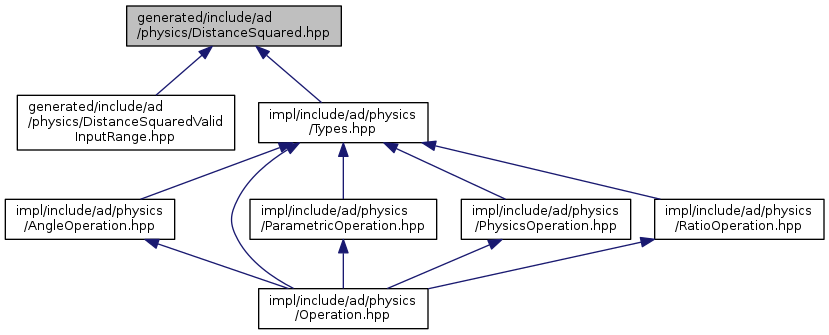 generated/include/ad
/physics/DistanceSquared.hpp
generated/include/ad
/physics/DistanceSquaredValid
InputRange.hpp
impl/include/ad/physics
/Types.hpp
impl/include/ad/physics
/AngleOperation.hpp
impl/include/ad/physics
/ParametricOperation.hpp
impl/include/ad/physics
/PhysicsOperation.hpp
impl/include/ad/physics
/RatioOperation.hpp
impl/include/ad/physics
/Operation.hpp